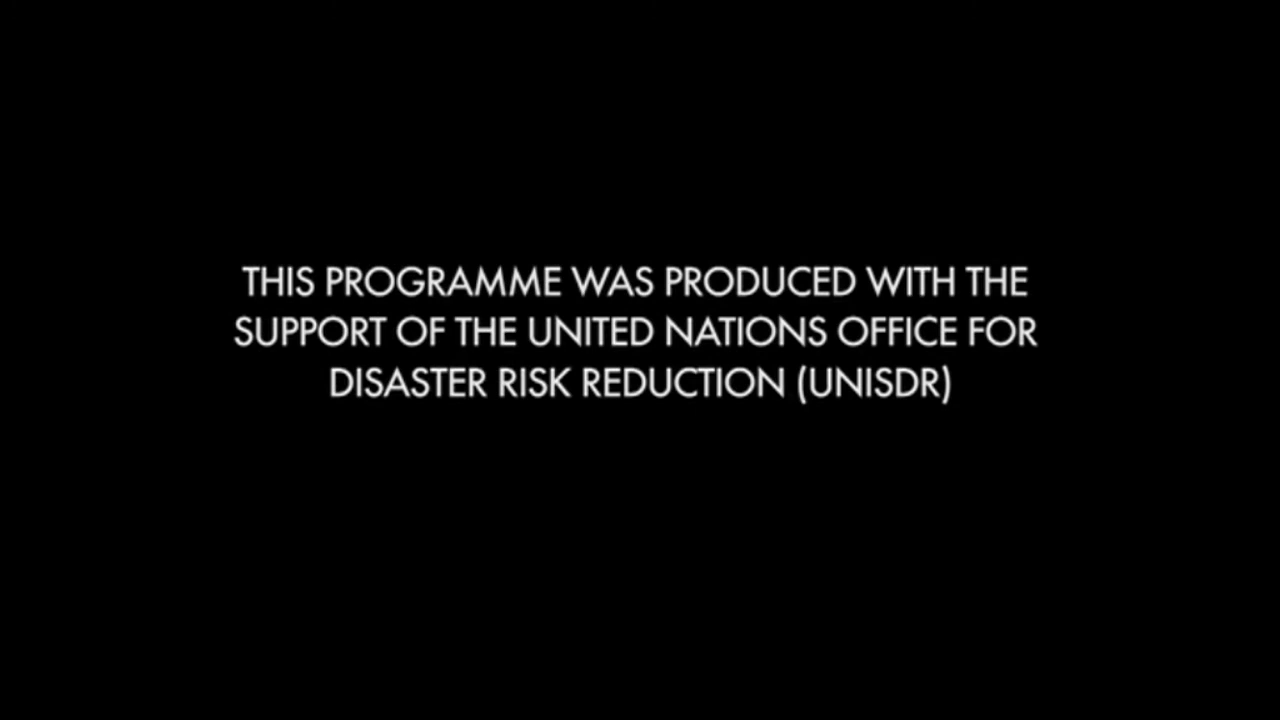 THIS PROGRAMME WAS PRODUCED WITH THE
SUPPORT OF THE UNITED NATIONS OFFICE FOR
DISASTER RISK REDUCTION (UNISDR)